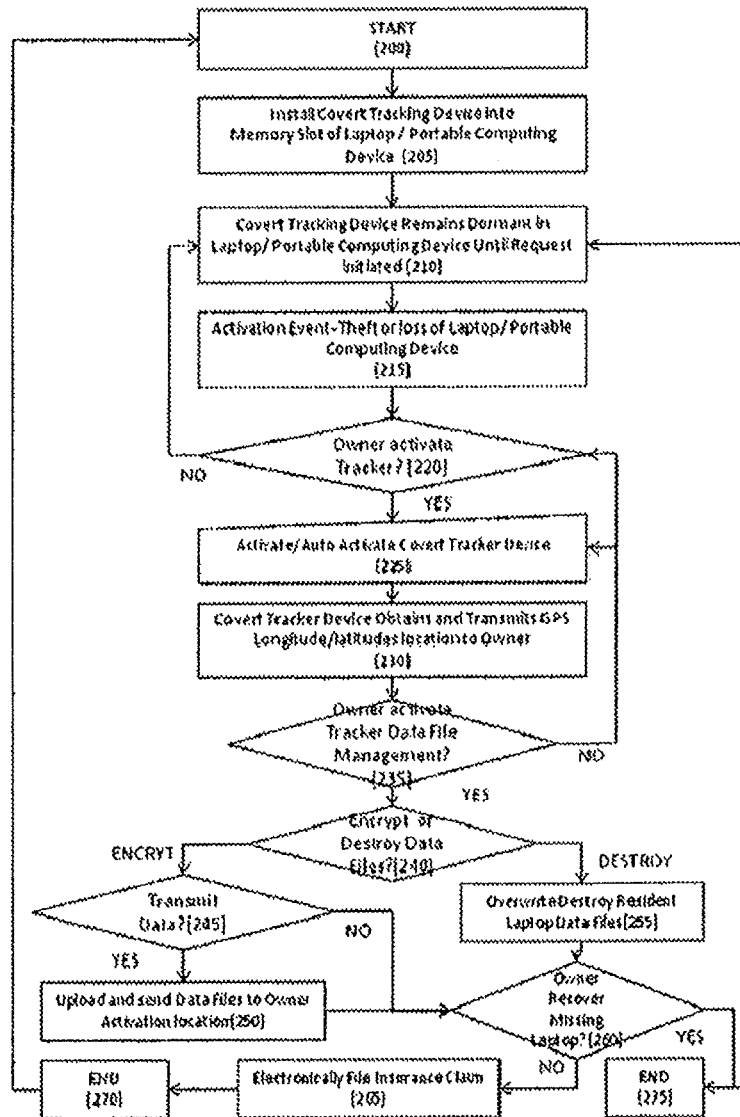 START
(200)
Install Covert Tracking Device into
Memory Slot of Laptop / Portable Computing
Device (205)
Covert Tracking Device Remains Dormant in
Laptop/ Portable Computing Device Until Request
Initiated (210)
Activation Event-Theft or loss of Laptop/ Portable
Computing Device
(215)
Owner activata
Tracker? (220)
NO
YES
Activate/ Auto Activate Covert Tracker Device
(225)
Covert Tracker Device Obtains and Transmits GPS
Longitude/latitudes location to Owner
(230)
Owner activata
Tracker Data File
Management?
(235)
NO
YES
Encrypt or
Destroy Data
Files?(240)
ENCRYT
DESTROY
Transmit
Data?(245)
NO
YES
Overwrite Destroy Resident
Laptop Data Files(255)
Upload and send Data files to Owner
Activation location(250)
Owner
Recover
Missing
Laptop? (260)
YES
NO
END
(270)
Electronically File Insurance Claim
(265)
END
(275)